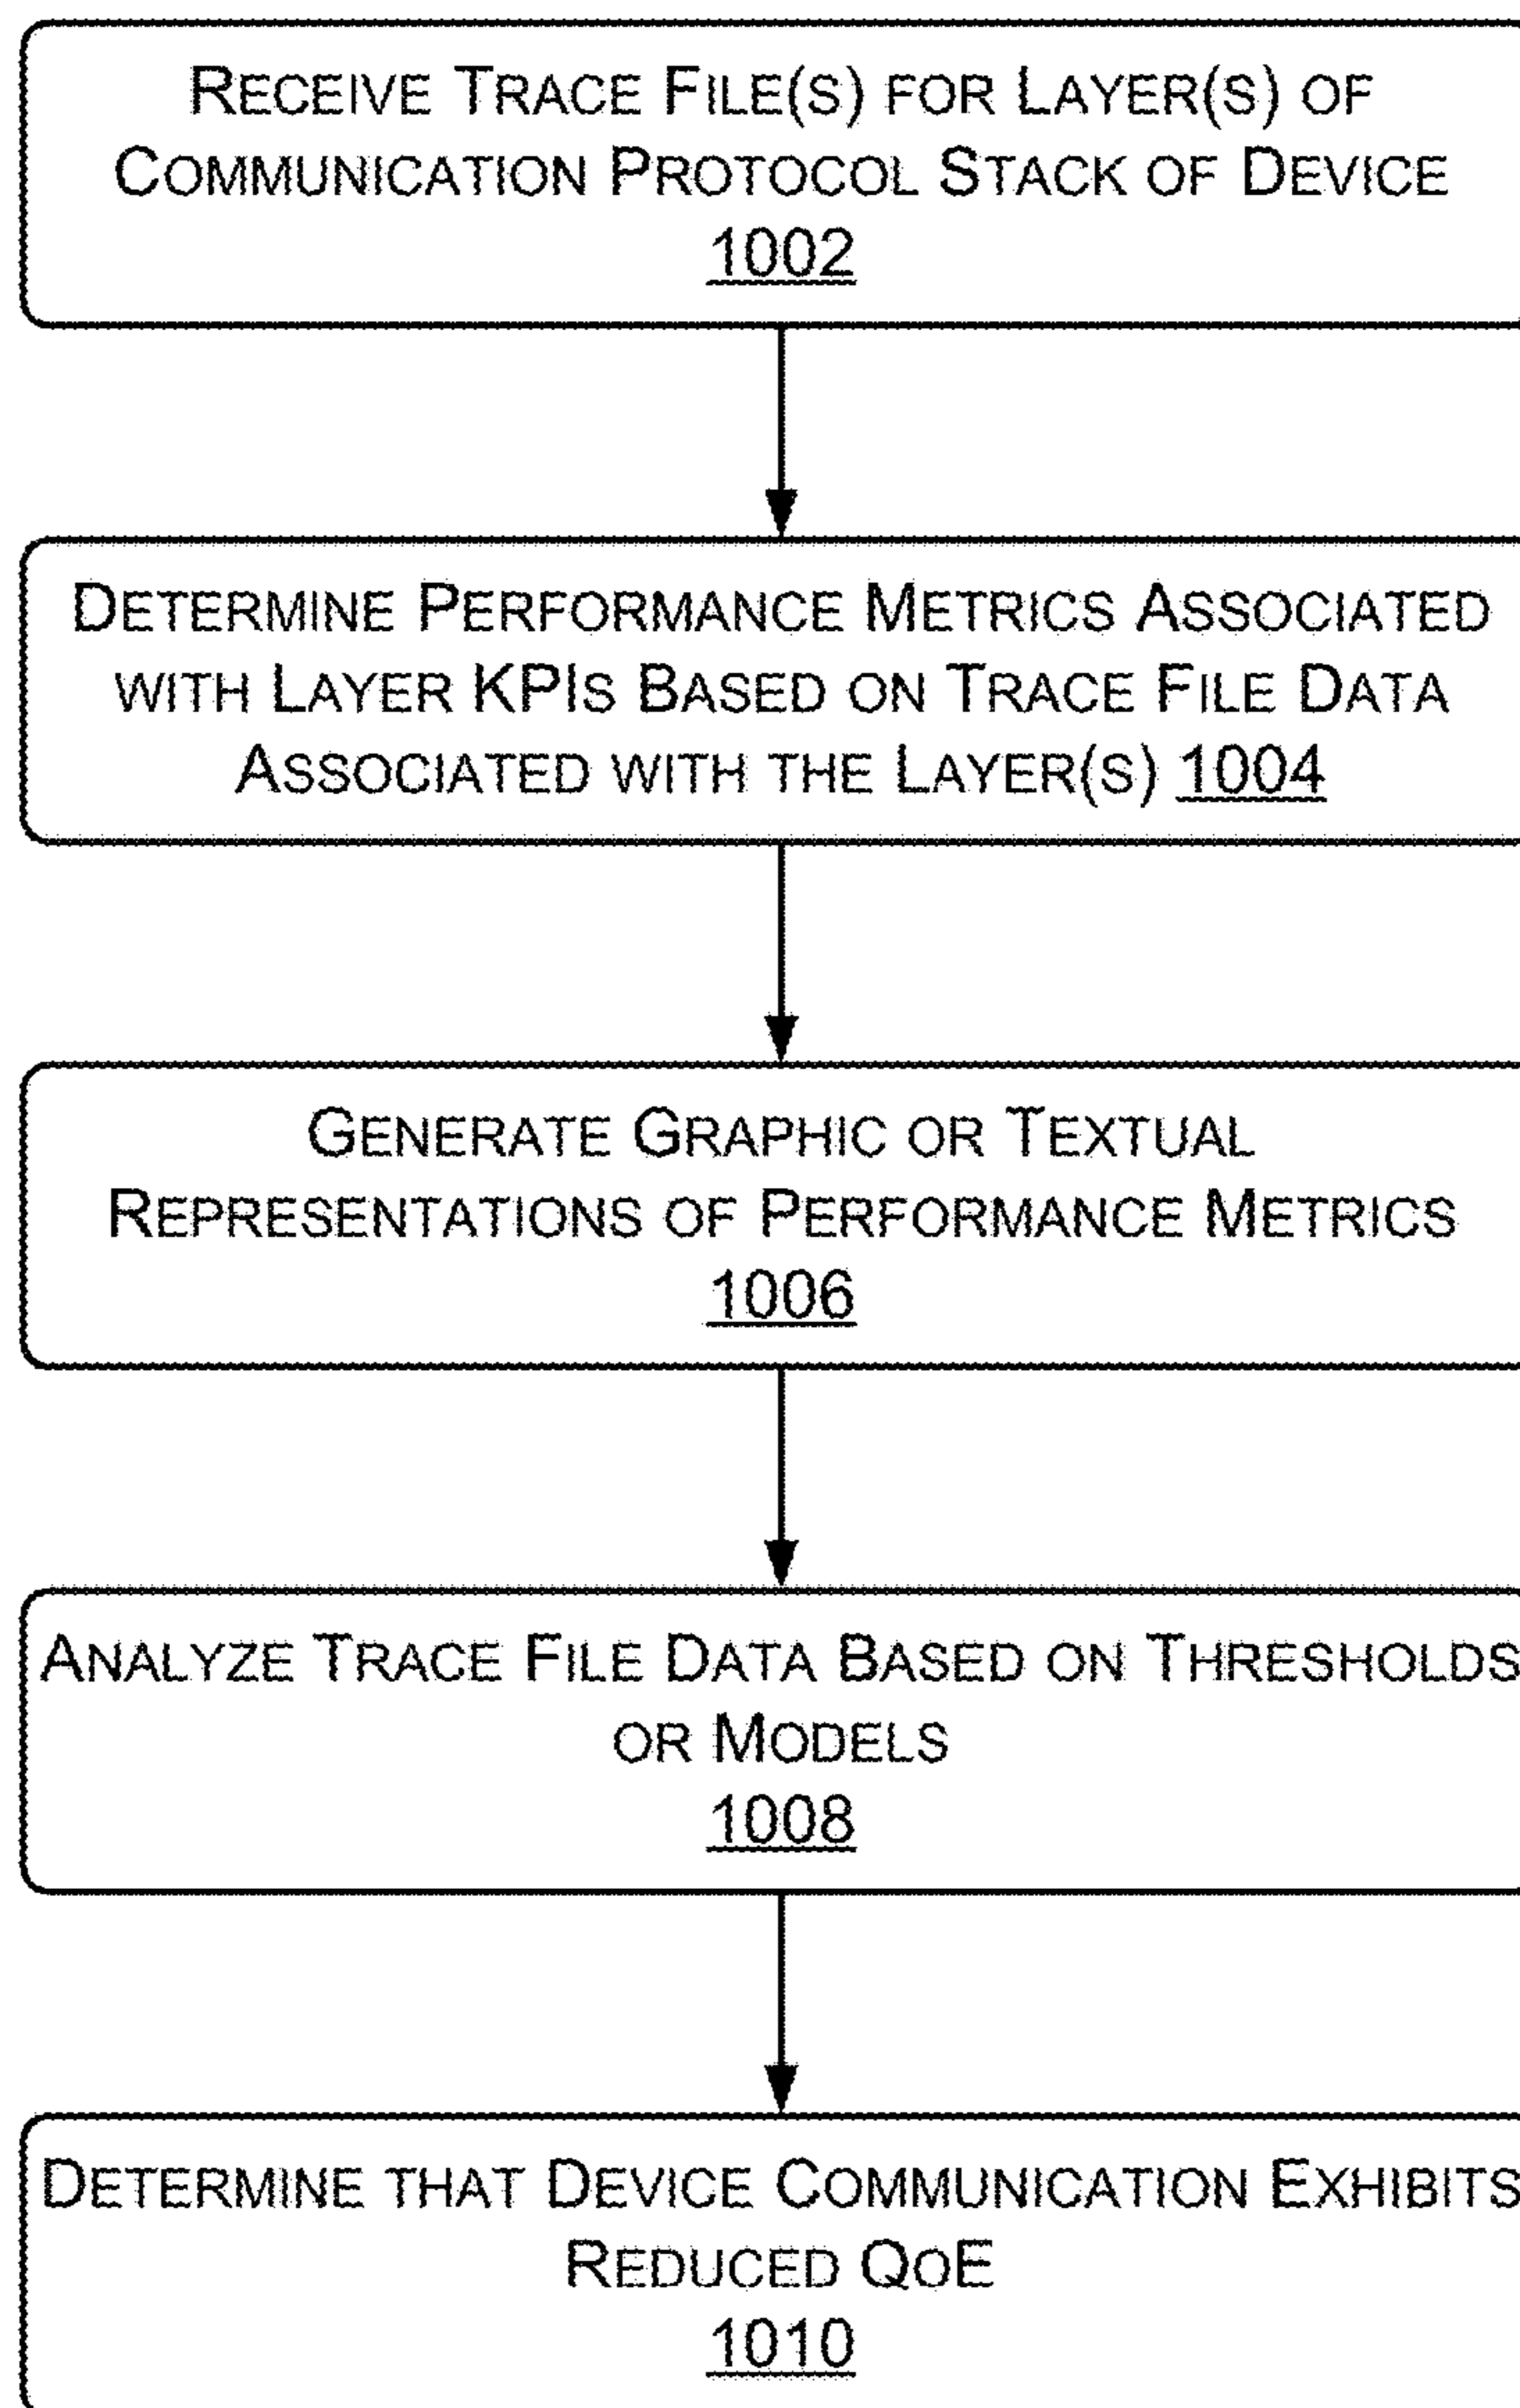 RECEIVE TRACE FILE(S) FOR LAYER(S) OF
COMMUNICATION PROTOCOL STACK OF DEVICE
1002
DETERMINE PERFORMANCE METRICS ASSOCIATED
WITH LAYER KPIS BASED ON TRACE FILE DATA
ASSOCIATED WITH THE LAYER(S) 1004
GENERATE GRAPHIC OR TEXTUAL
REPRESENTATIONS OF PERFORMANCE METRICS
1006
ANALYZE TRACE FILE DATA BASED ON THRESHOLDS
OR MODELS
1008
DETERMINE THAT DEVICE COMMUNICATION EXHIBITS
REDUCED QOE
1010